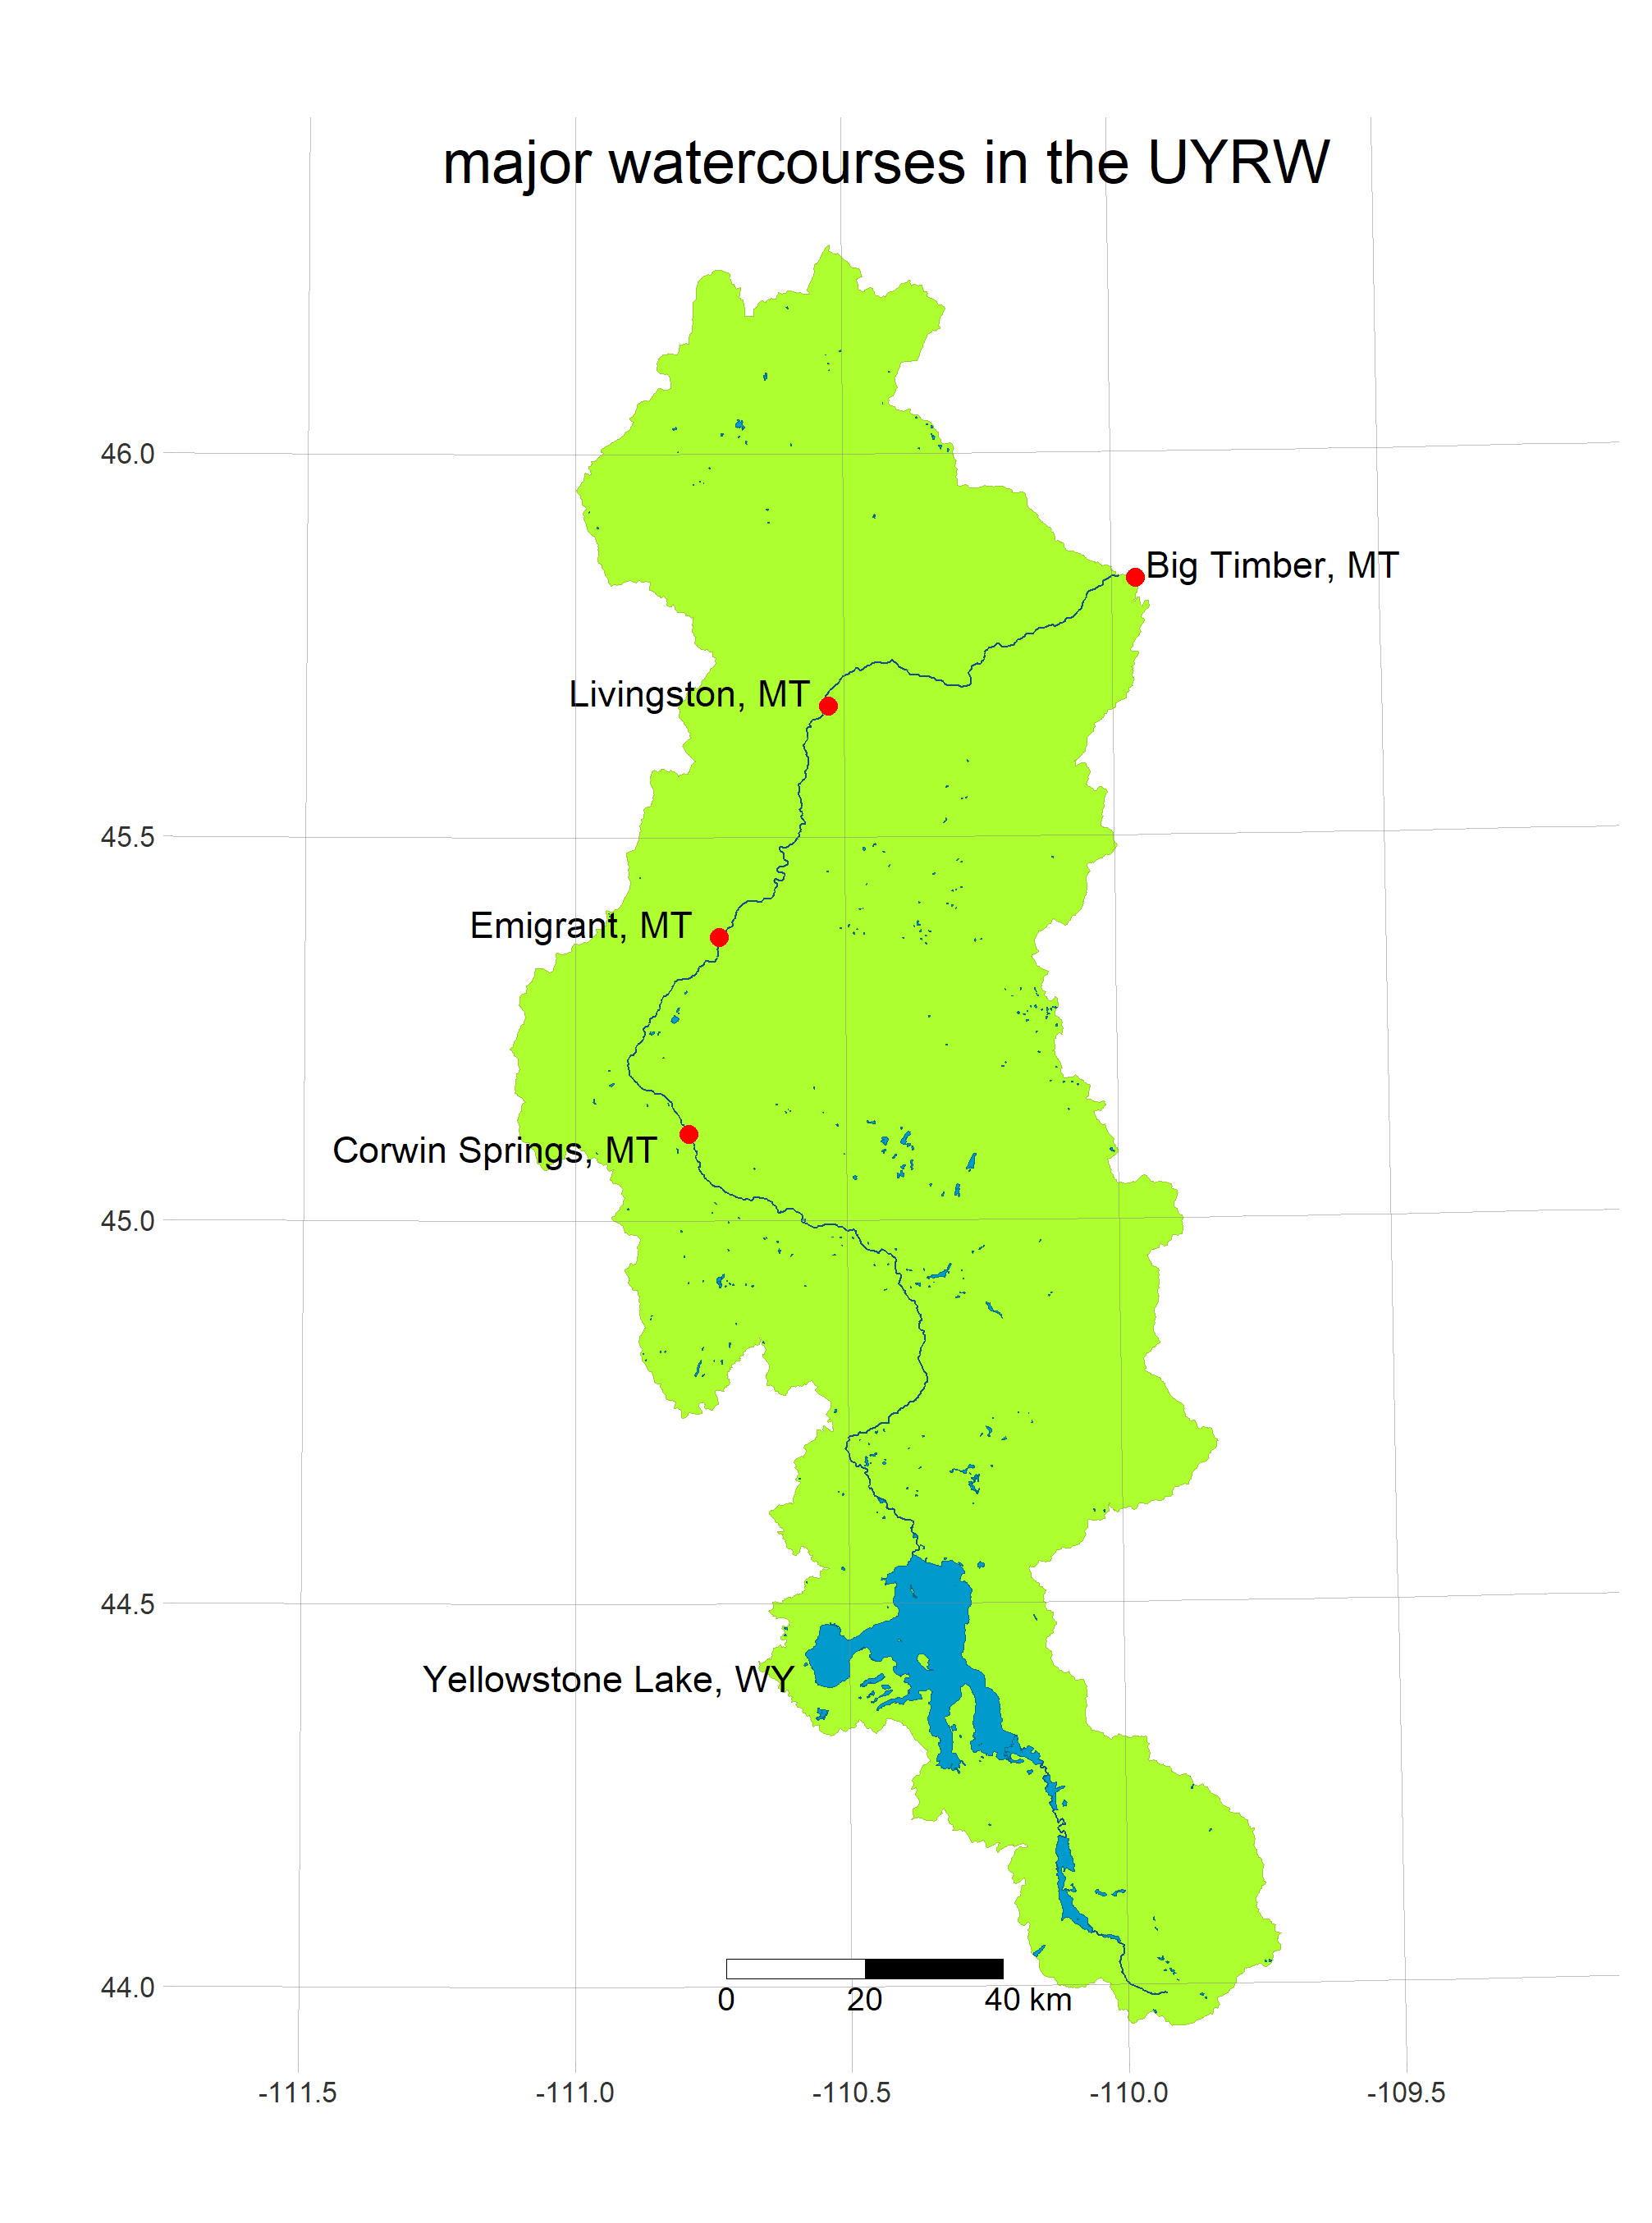 major watercourses in the UYRW
46.0
Big Timber, MT
Livingston, MT
45.5
Emigrant, MT
Corwin Springs, MT
45.0
44.5
Yellowstone Lake, WY
44.0
0 20 40 km
-111.5 -111.0 -110.5 -110.0 -109.5